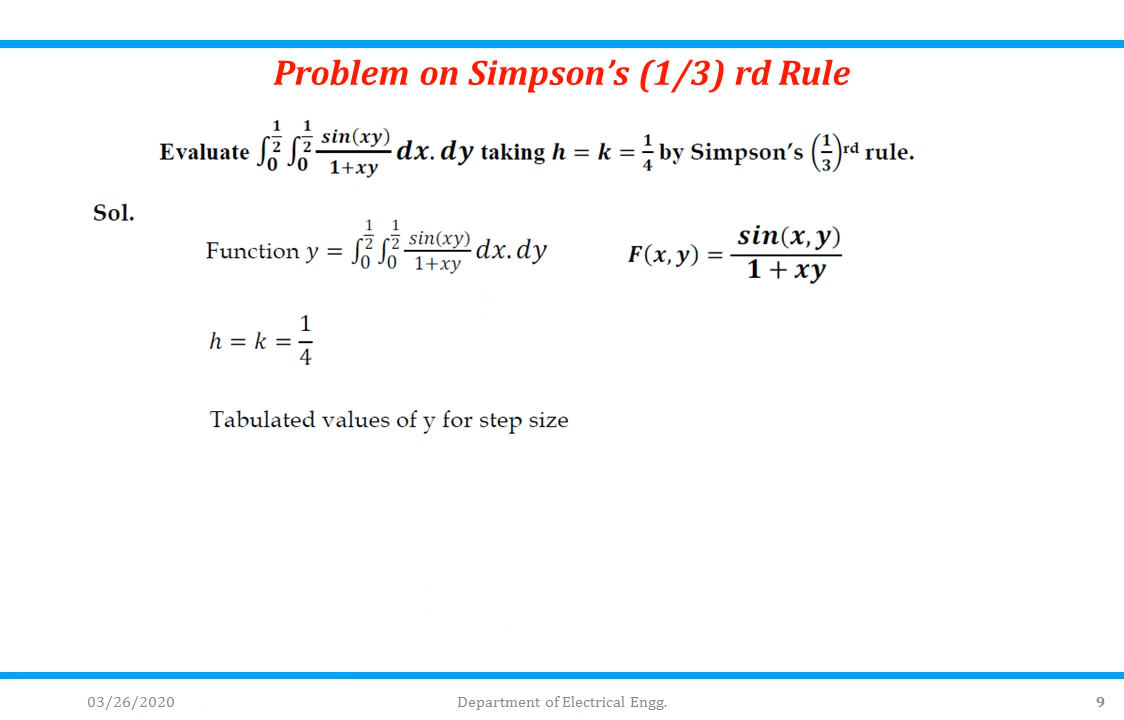 Problem on Simpson's (1/3) rd Rule
Evaluate ∫₀^(1/2) ∫₀^(1/2) sin(xy)/(1+xy) dx. dy taking h = k = 1/4 by Simpson's (1/3)rd rule.
Sol.
Function y = ∫₀^(1/2) ∫₀^(1/2) sin(xy)/(1+xy) dx. dy F(x, y) = sin(x, y)/(1 + xy)
h = k = 1/4
Tabulated values of y for step size
03/26/2020 Department of Electrical Engg. 9